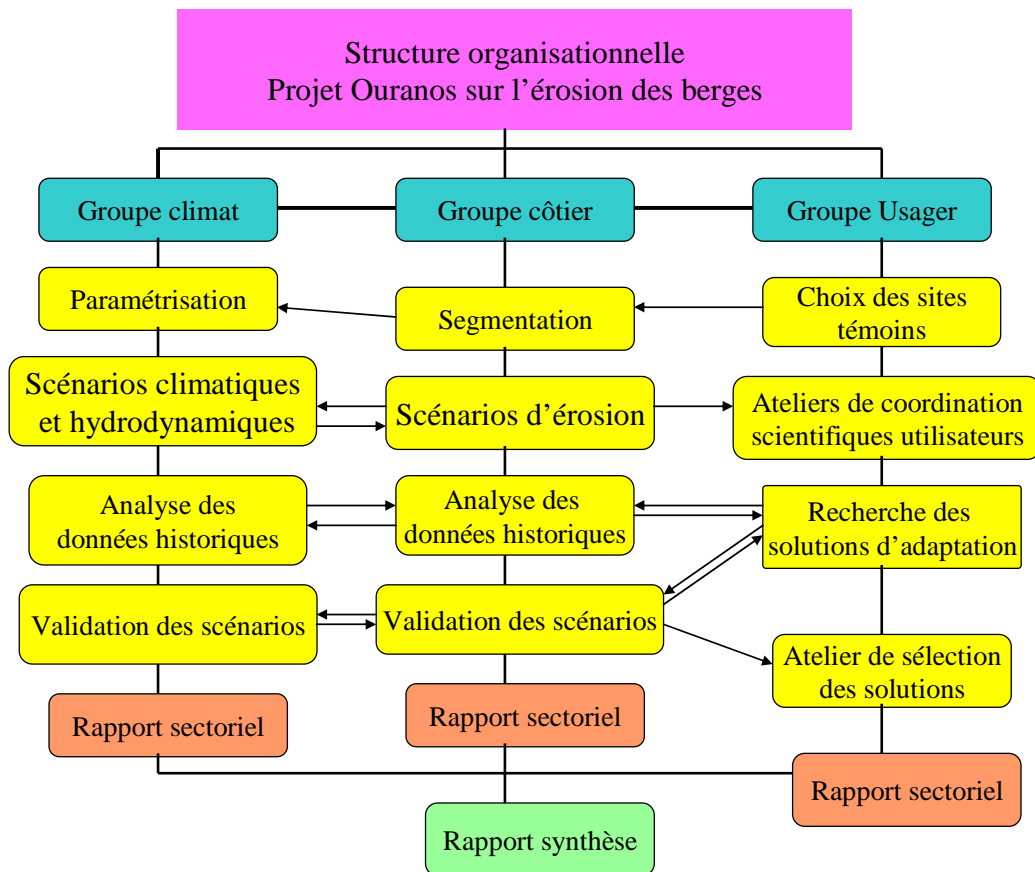 Structure organisationnelle
Projet Ouranos sur l’érosion des berges
Groupe climat
Groupe côtier
Groupe Usager
Paramétrisation
Segmentation
Choix des sites
témoins
Scénarios climatiques
et hydrodynamiques
Scénarios d’érosion
Ateliers de coordination
scientifiques utilisateurs
Analyse des
données historiques
Analyse des
données historiques
Recherche des
solutions d’adaptation
Validation des scénarios
Validation des scénarios
Atelier de sélection
des solutions
Rapport sectoriel
Rapport sectoriel
Rapport sectoriel
Rapport synthèse